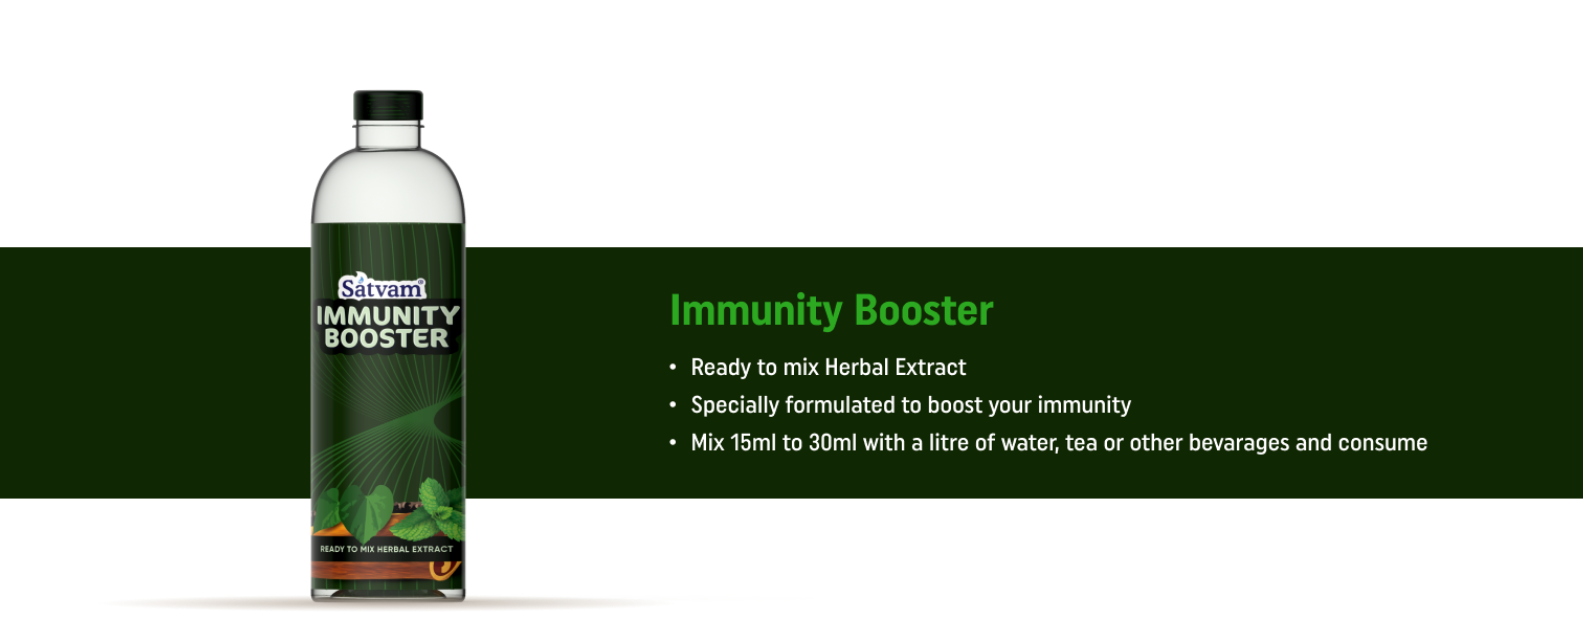 Satvam®
IMMUNITY
BOOSTER
READY TO MIX HERBAL EXTRACT
Immunity Booster
• Ready to mix Herbal Extract
• Specially formulated to boost your immunity
• Mix 15ml to 30ml with a litre of water, tea or other bevarages and consume